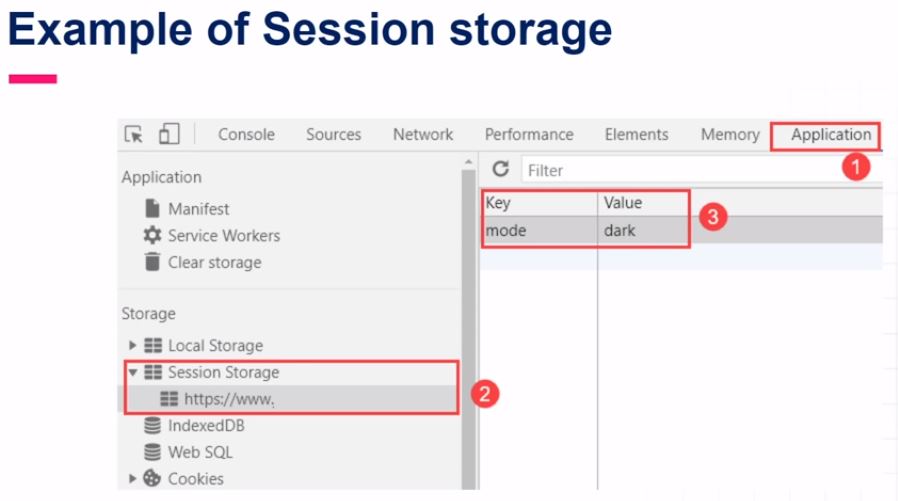 Example of Session storage
Console Sources Network Performance Elements Memory Application
1
Application
Filter
Manifest
Service Workers
Clear storage
Key Value
3
mode dark
Storage
Local Storage
Session Storage
https://www.
2
IndexedDB
Web SQL
Cookies